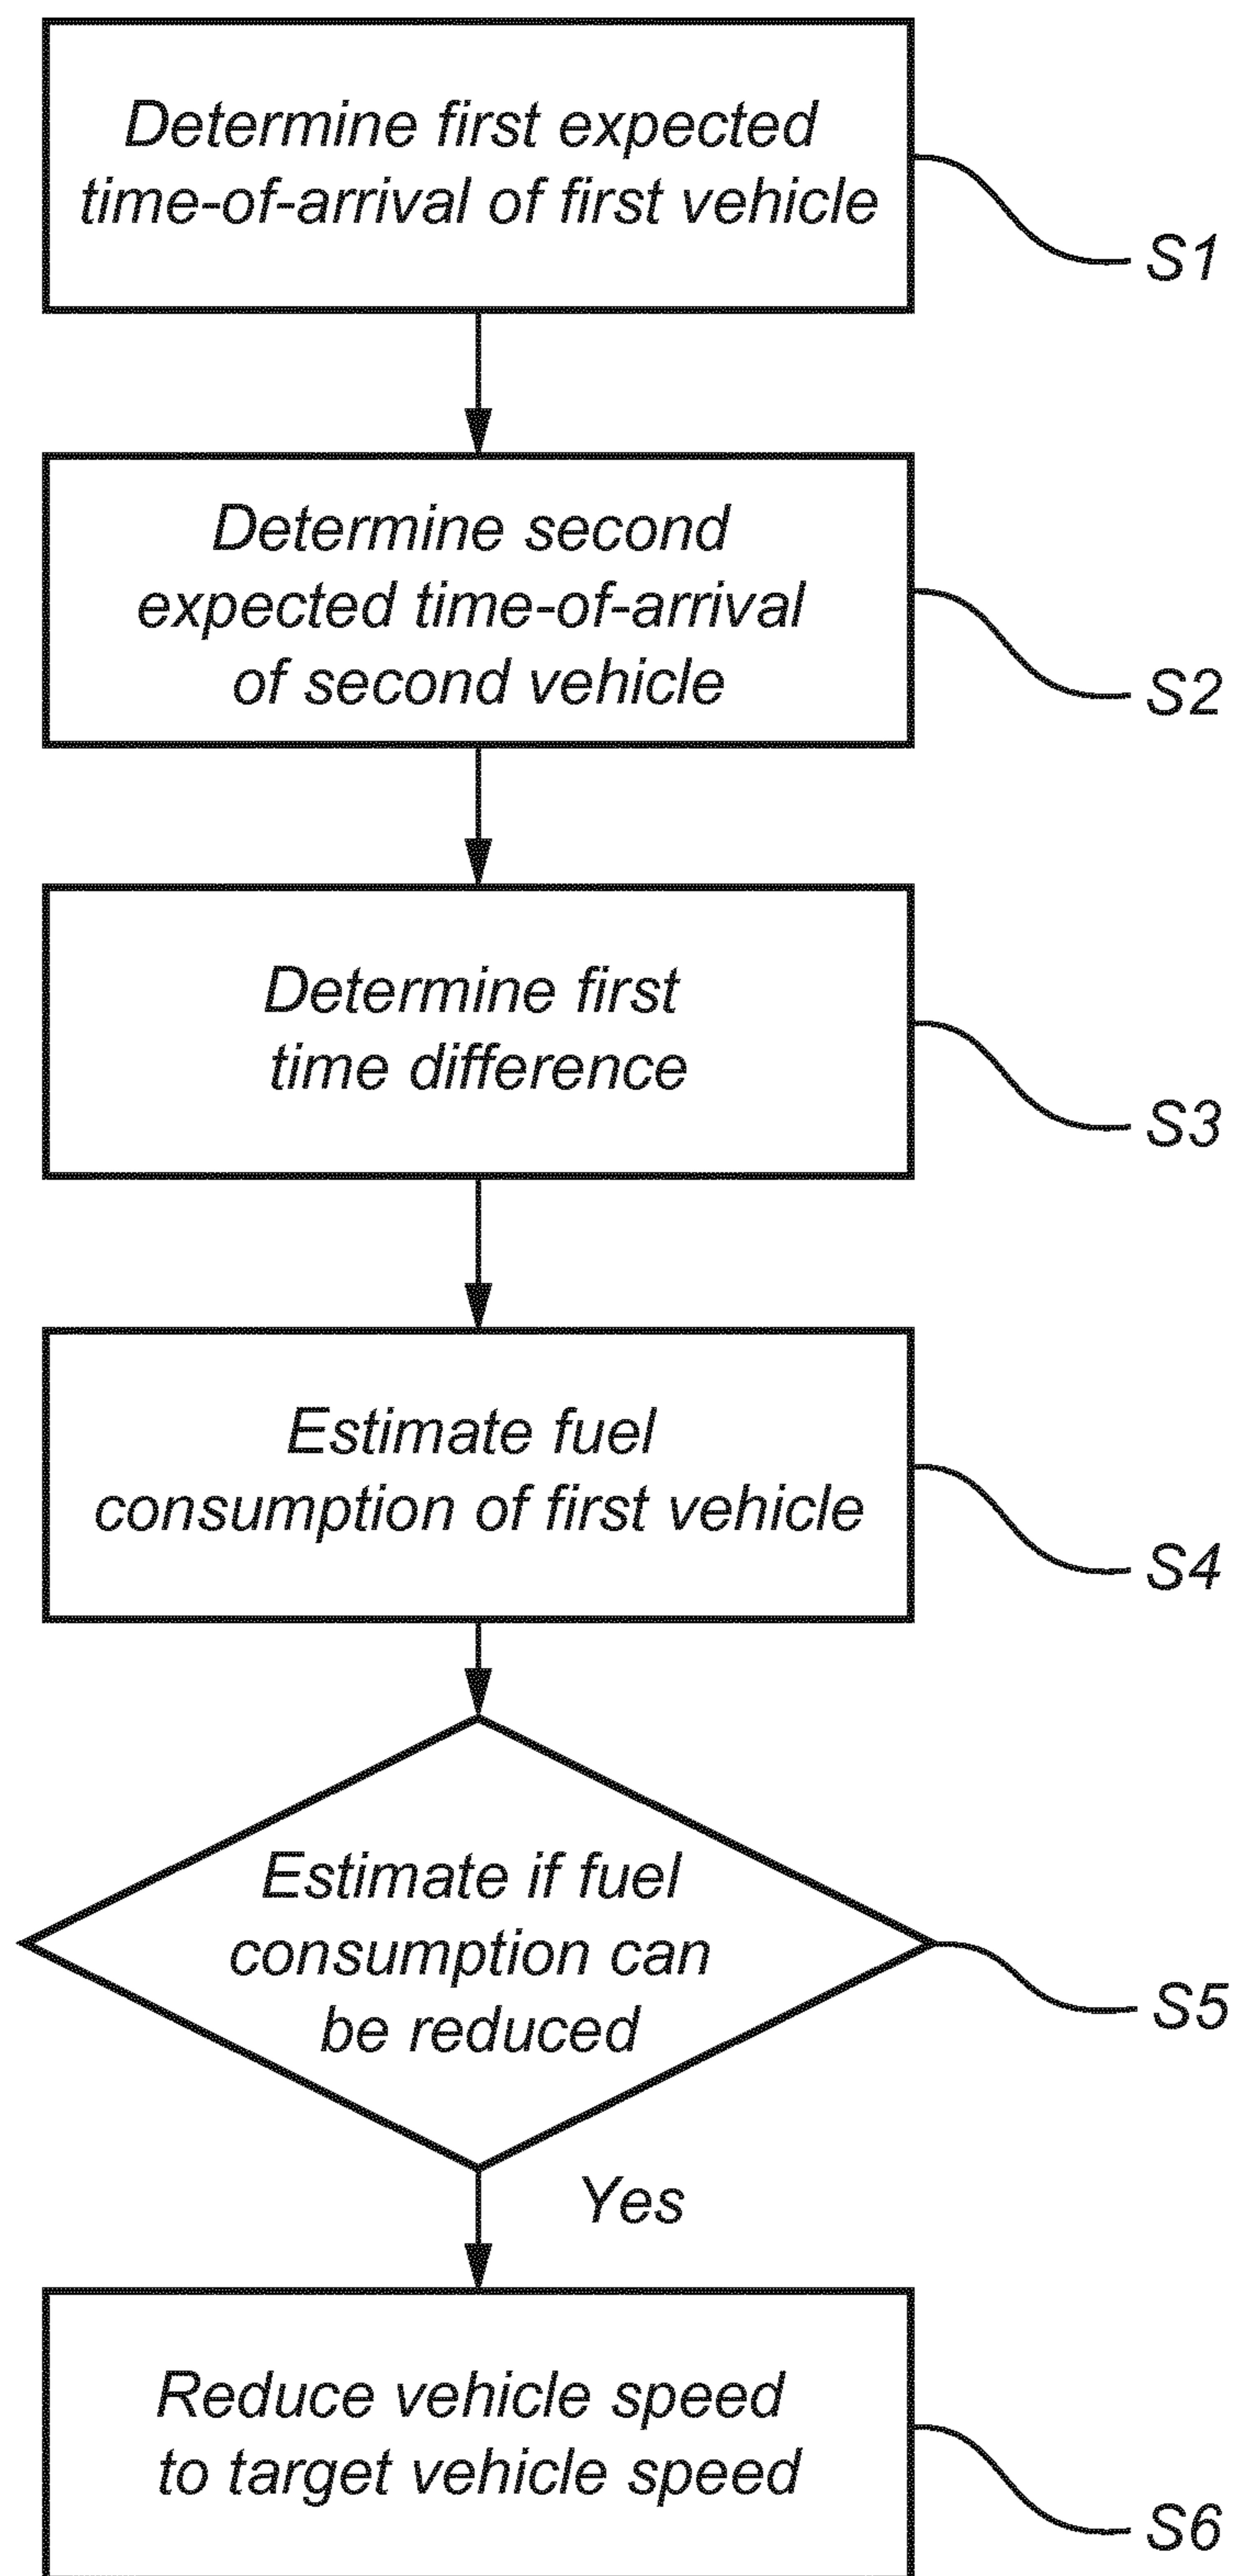 Determine first expected
time-of-arrival of first vehicle
S1
Determine second
expected time-of-arrival
of second vehicle
S2
Determine first
time difference
S3
Estimate fuel
consumption of first vehicle
S4
Estimate if fuel
consumption can
be reduced
S5
Yes
Reduce vehicle speed
to target vehicle speed
S6